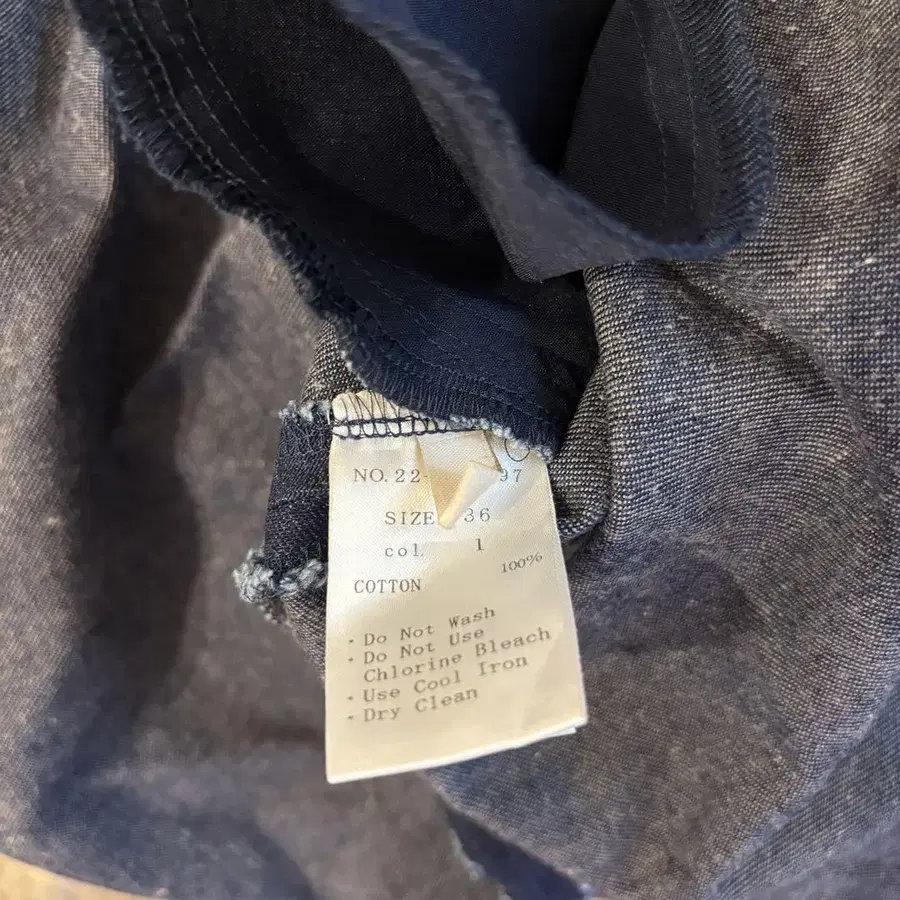 NO. 22- 97
SIZE 36
col. 1
100%
COTTON
· Do Not Wash
· Do Not Use
Chlorine Bleach
· Use Cool Iron
· Dry Clean